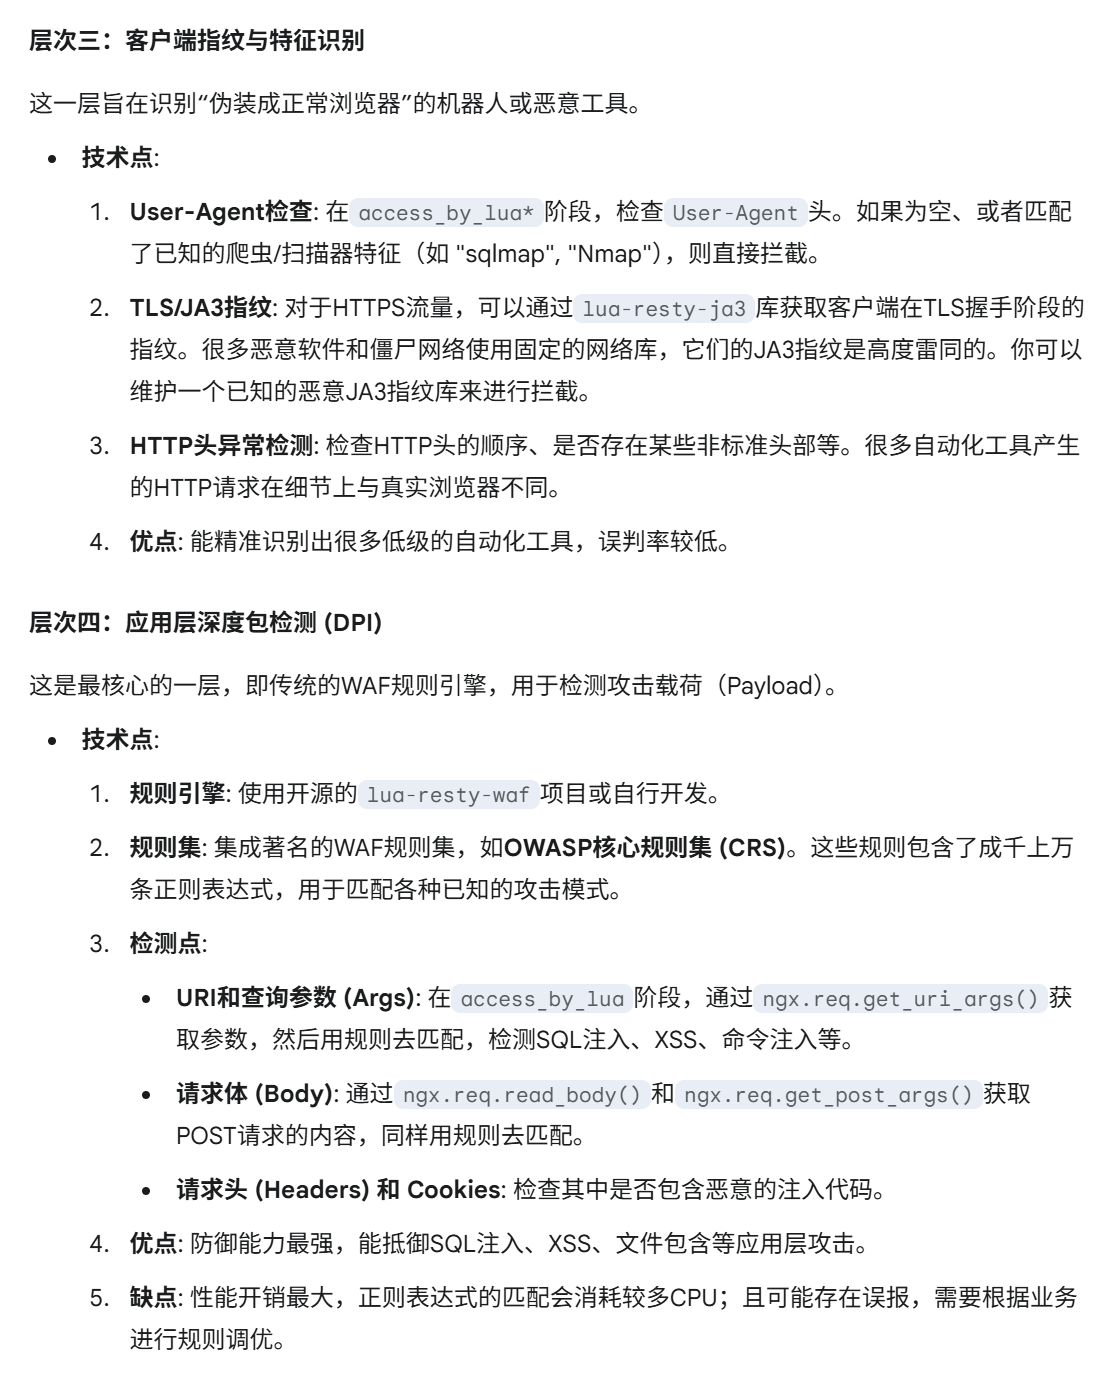 层次三：客户端指纹与特征识别
这一层旨在识别“伪装成正常浏览器”的机器人或恶意工具。
• 技术点:
1. User-Agent检查: 在 access_by_lua* 阶段，检查 User-Agent 头。如果为空、或者匹配
了已知的爬虫/扫描器特征（如 "sqlmap", "Nmap"），则直接拦截。
2. TLS/JA3指纹: 对于HTTPS流量，可以通过 lua-resty-ja3 库获取客户端在TLS握手阶段的
指纹。很多恶意软件和僵尸网络使用固定的网络库，它们的JA3指纹是高度雷同的。你可以
维护一个已知的恶意JA3指纹库来进行拦截。
3. HTTP头异常检测: 检查HTTP头的顺序、是否存在某些非标准头部等。很多自动化工具产生
的HTTP请求在细节上与真实浏览器不同。
4. 优点: 能精准识别出很多低级的自动化工具，误判率较低。
层次四：应用层深度包检测 (DPI)
这是最核心的一层，即传统的WAF规则引擎，用于检测攻击载荷（Payload）。
• 技术点:
1. 规则引擎: 使用开源的 lua-resty-waf 项目或自行开发。
2. 规则集: 集成著名的WAF规则集，如OWASP核心规则集 (CRS)。这些规则包含了成千上万
条正则表达式，用于匹配各种已知的攻击模式。
3. 检测点:
• URI和查询参数 (Args): 在 access_by_lua 阶段，通过 ngx.req.get_uri_args() 获
取参数，然后用规则去匹配，检测SQL注入、XSS、命令注入等。
• 请求体 (Body): 通过 ngx.req.read_body() 和 ngx.req.get_post_args() 获取
POST请求的内容，同样用规则去匹配。
• 请求头 (Headers) 和 Cookies: 检查其中是否包含恶意的注入代码。
4. 优点: 防御能力最强，能抵御SQL注入、XSS、文件包含等应用层攻击。
5. 缺点: 性能开销最大，正则表达式的匹配会消耗较多CPU；且可能存在误报，需要根据业务
进行规则调优。